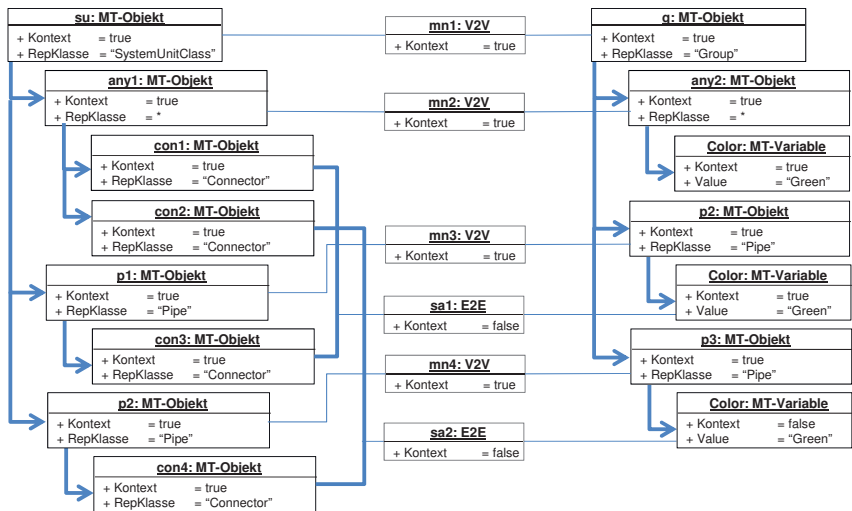 su: MT-Objekt
+ Kontext = true
+ RepKlasse = “SystemUnitClass”
any1: MT-Objekt
+ Kontext = true
+ RepKlasse = *
con1: MT-Objekt
+ Kontext = true
+ RepKlasse = “Connector”
con2: MT-Objekt
+ Kontext = true
+ RepKlasse = “Connector”
p1: MT-Objekt
+ Kontext = true
+ RepKlasse = “Pipe”
con3: MT-Objekt
+ Kontext = true
+ RepKlasse = “Connector”
p2: MT-Objekt
+ Kontext = true
+ RepKlasse = “Pipe”
con4: MT-Objekt
+ Kontext = true
+ RepKlasse = “Connector”
mn1: V2V
+ Kontext = true
mn2: V2V
+ Kontext = true
mn3: V2V
+ Kontext = true
sa1: E2E
+ Kontext = false
mn4: V2V
+ Kontext = true
sa2: E2E
+ Kontext = false
g: MT-Objekt
+ Kontext = true
+ RepKlasse = “Group”
any2: MT-Objekt
+ Kontext = true
+ RepKlasse = *
Color: MT-Variable
+ Kontext = true
+ Value = “Green”
p2: MT-Objekt
+ Kontext = true
+ RepKlasse = “Pipe”
Color: MT-Variable
+ Kontext = true
+ Value = “Green”
p3: MT-Objekt
+ Kontext = true
+ RepKlasse = “Pipe”
Color: MT-Variable
+ Kontext = false
+ Value = “Green”